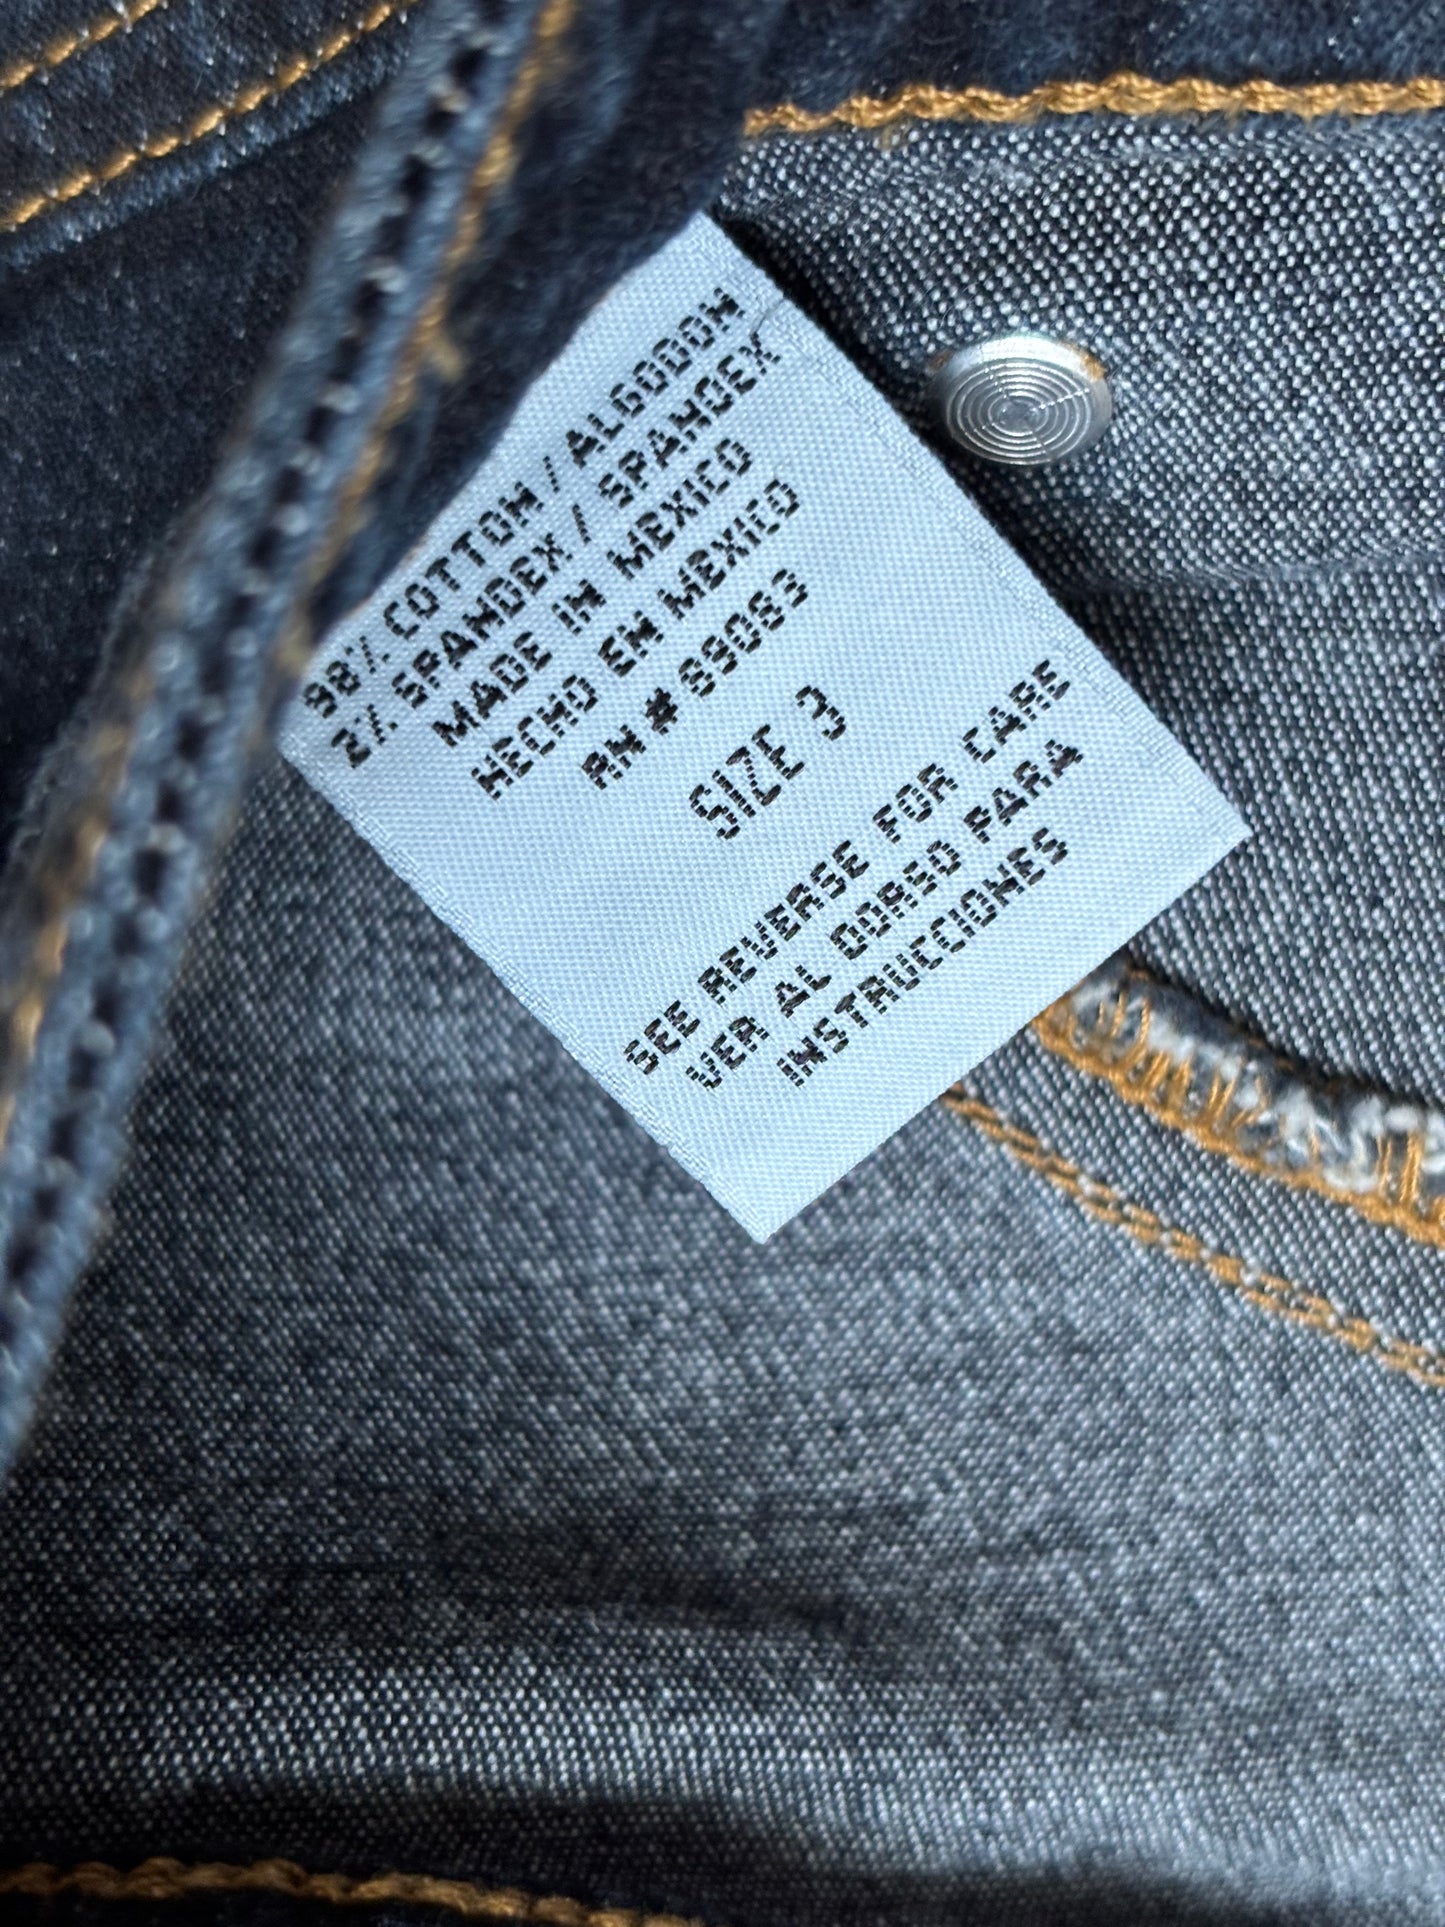 98% COTTON / ALGODON
2% SPANDEX / SPANDEX
MADE IN MEXICO
HECHO EN MEXICO
RN # 89083
SIZE 3
SEE REVERSE FOR CARE
VER AL DORSO PARA
INSTRUCCIONES